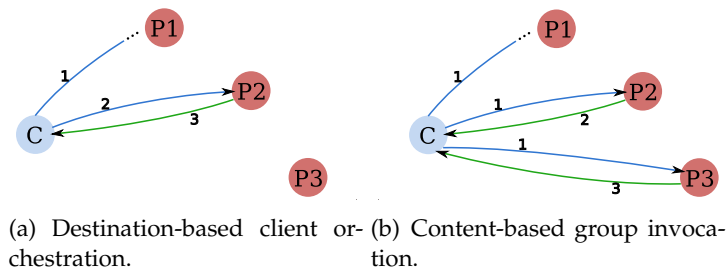 P1
1
2
P2
3
C
P3
(a) Destination-based client or-
chestration.
P1
1
1
P2
2
C
1
3
P3
(b) Content-based group invoca-
tion.